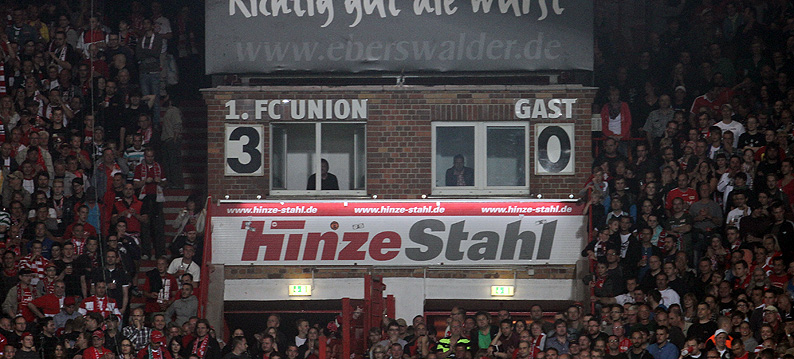 Richtig gut die Wurst
www.eberswalder.de
1. FC UNION GAST
3 0
www.hinze-stahl.de www.hinze-stahl.de www.hinze-stahl.de
Hinze Stahl